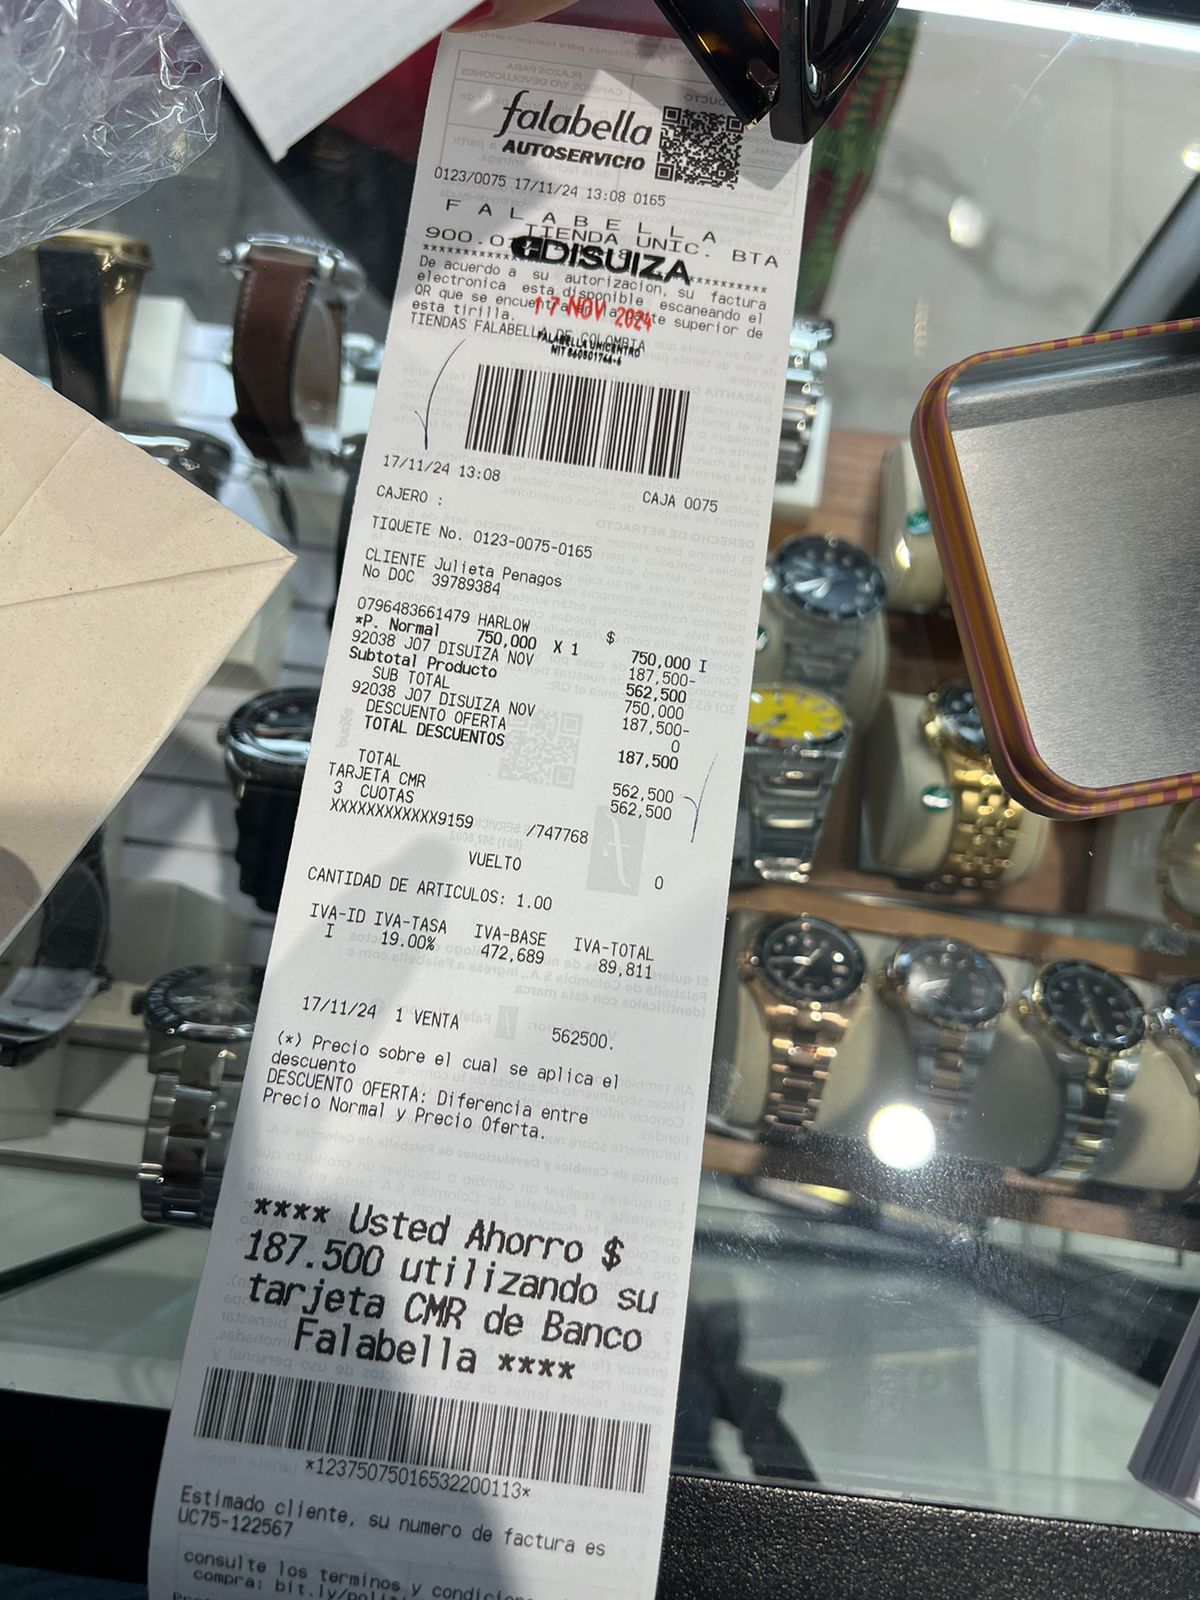 falabella
AUTOSERVICIO
0123/0075 17/11/24 13:08 0165
F A L A B E L L A
TIENDA UNIC. BTA
900.0
DISUIZA
De acuerdo a su autorizacion, su factura
electronica esta disponible escaneando el
QR que se encuentra en la parte superior de
esta tirilla.
17 NOV 2024
TIENDAS FALABELLA DE COLOMBIA
FALABELLA UNICENTRO
NIT 860801766-6
17/11/24 13:08
CAJA 0075
CAJERO :
TIQUETE No. 0123-0075-0165
CLIENTE Julieta Penagos
No DOC 39789384
0796483661479 HARLOW $ 750,000 I
*P. Normal 750,000 X 1
92038 J07 DISUIZA NOV 187,500-
Subtotal Producto 562,500
SUB TOTAL 750,000
92038 J07 DISUIZA NOV 187,500-
DESCUENTO OFERTA 0
TOTAL DESCUENTOS 187,500
TOTAL 562,500
TARJETA CMR 562,500
3 CUOTAS
XXXXXXXXXXXX9159 /747768
VUELTO 0
CANTIDAD DE ARTICULOS: 1.00
IVA-ID IVA-TASA IVA-BASE IVA-TOTAL
I 19.00% 472,689 89,811
17/11/24 1 VENTA 562500.
(*) Precio sobre el cual se aplica el
descuento
DESCUENTO OFERTA: Diferencia entre
Precio Normal y Precio Oferta.
**** Usted Ahorro $
187.500 utilizando su
tarjeta CMR de Banco
Falabella ****
*12375075016532200113*
Estimado cliente, su numero de factura es
UC75-122567
consulte los terminos y
compra: bit.ly/